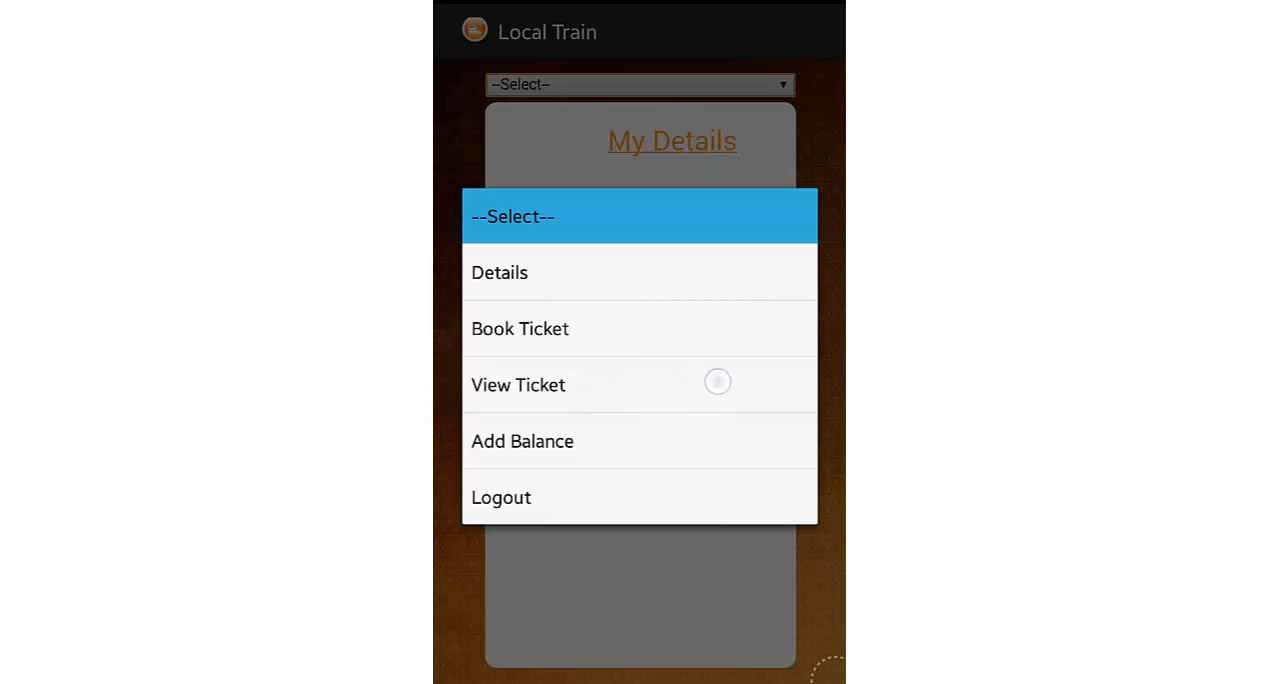 Local Train
--Select--
My Details
--Select--
Details
Book Ticket
View Ticket
Add Balance
Logout